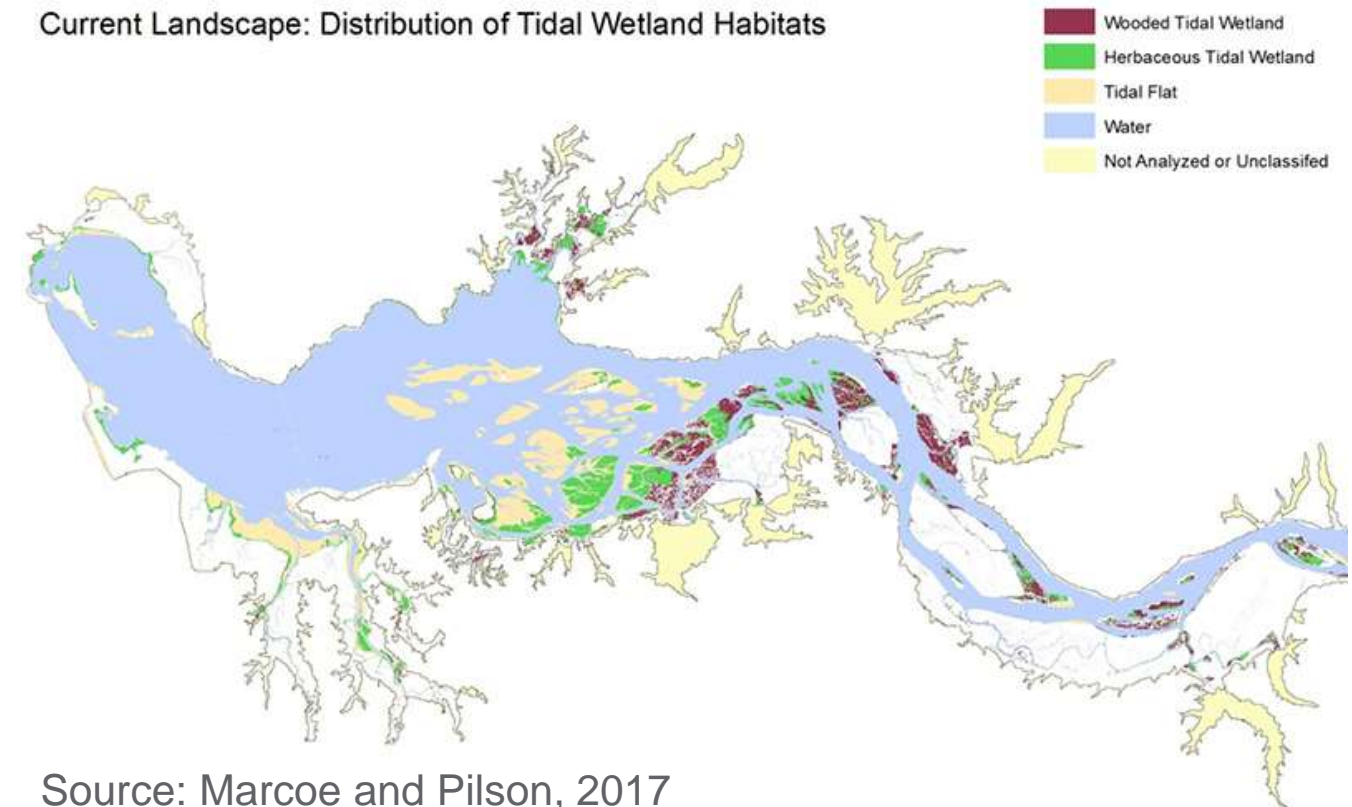 Current Landscape: Distribution of Tidal Wetland Habitats
Wooded Tidal Wetland
Herbaceous Tidal Wetland
Tidal Flat
Water
Not Analyzed or Unclassifed
Source: Marcoe and Pilson, 2017